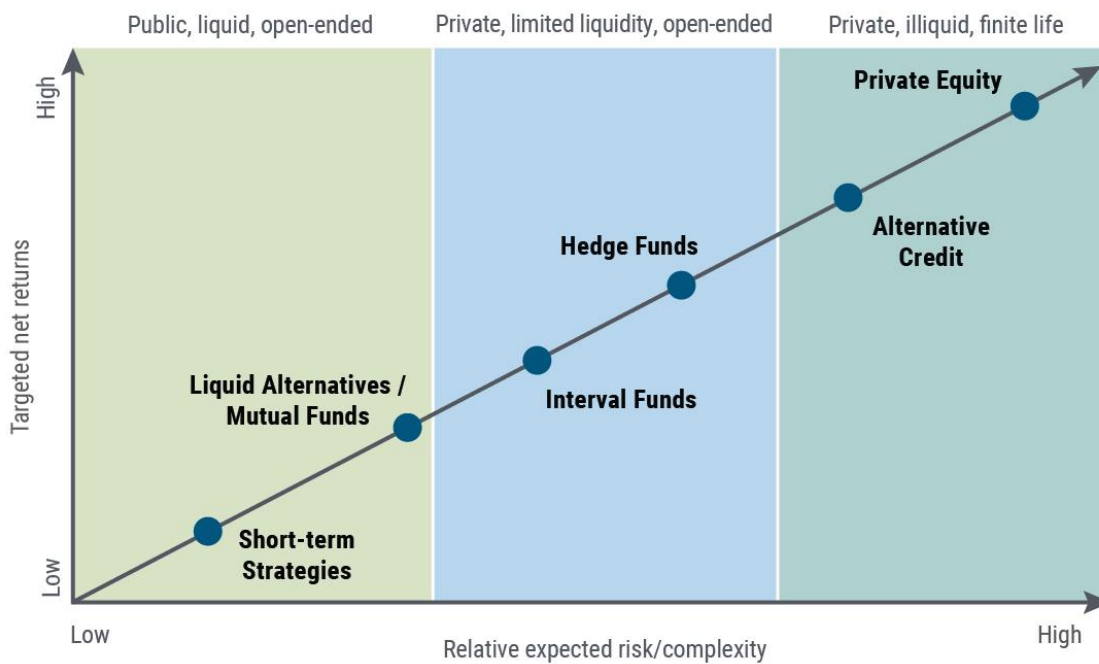 Public, liquid, open-ended
Private, limited liquidity, open-ended
Private, illiquid, finite life
High
Targeted net returns
Low
Private Equity
Alternative
Credit
Hedge Funds
Interval Funds
Liquid Alternatives /
Mutual Funds
Short-term
Strategies
Low
Relative expected risk/complexity
High